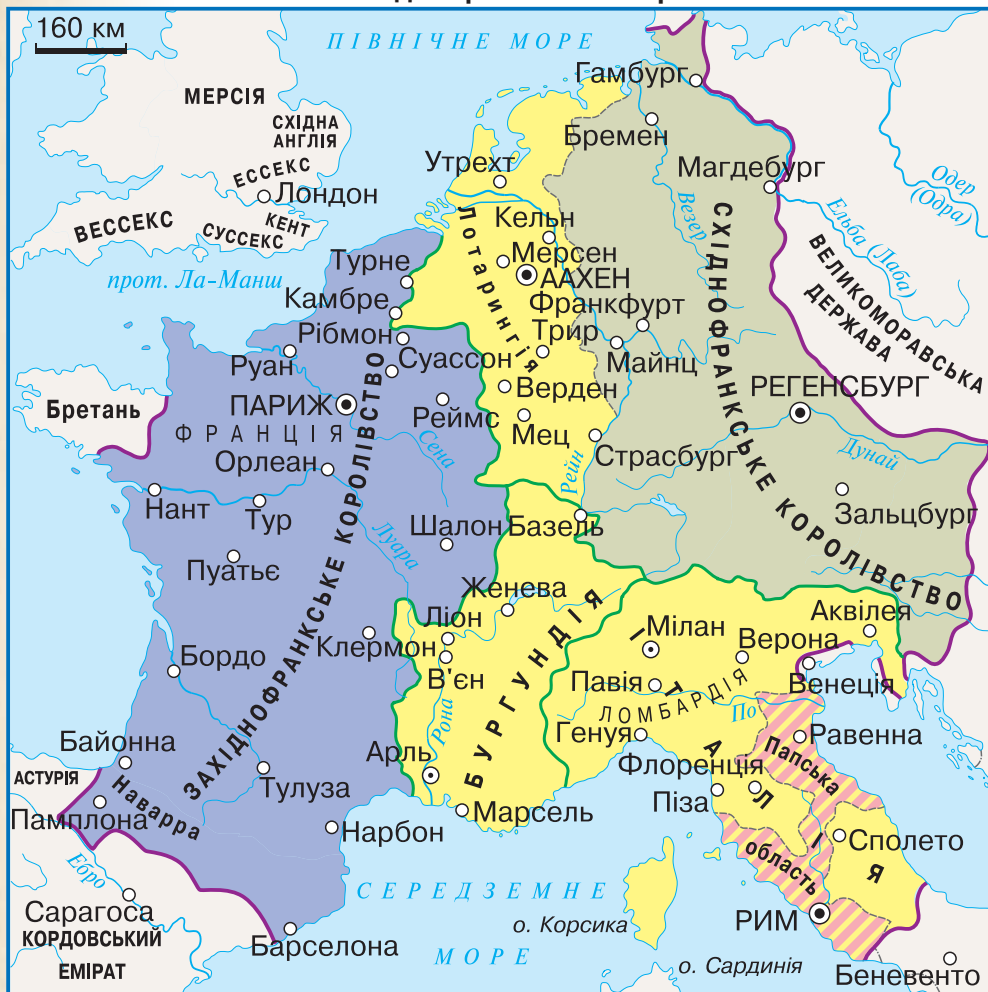 160 км
ПІВНІЧНЕ МОРЕ
Гамбург
МЕРСІЯ
СХІДНА
АНГЛІЯ
Бремен
Утрехт
Магдебург
Одер
(Одра)
ЕССЕКС
Лондон
Везер
ВЕССЕКС
КЕНТ
СУССЕКС
Кельн
Лотарингія
Ельба (Лаба)
СХІДНОФРАНКСЬКЕ КОРОЛІВСТВО
ВЕЛИКОМОРАВСЬКА
ДЕРЖАВА
прот. Ла-Манш
Турне
Мерсен
ААХЕН
Камбре
Франкфурт
Рібмон
Трир
Руан
Суассон
Майнц
Верден
РЕГЕНСБУРГ
Бретань
ПАРИЖ
Реймс
Мец
ФРАНЦІЯ
Сена
Страсбург
Дунай
Орлеан
Рейн
Нант
Тур
Шалон
Базель
Зальцбург
Луара
Пуатьє
ЗАХІДНОФРАНКСЬКЕ КОРОЛІВСТВО
Женева
Ліон
Мілан
Аквілея
Клермон
Верона
Бордо
В'єн
БУРГУНДІЯ
Павія
ІТАЛІЯ
Венеція
ЛОМБАРДІЯ
По
Рона
Генуя
Равенна
Байонна
Арль
Флоренція
Папська
область
АСТУРІЯ
Наварра
Тулуза
Піза
Памплона
Нарбон
Марсель
Сполето
Ебро
СЕРЕДЗЕМНЕ
МОРЕ
Сарагоса
КОРДОВСЬКИЙ
ЕМІРАТ
Барселона
о. Корсика
РИМ
о. Сардинія
Беневенто